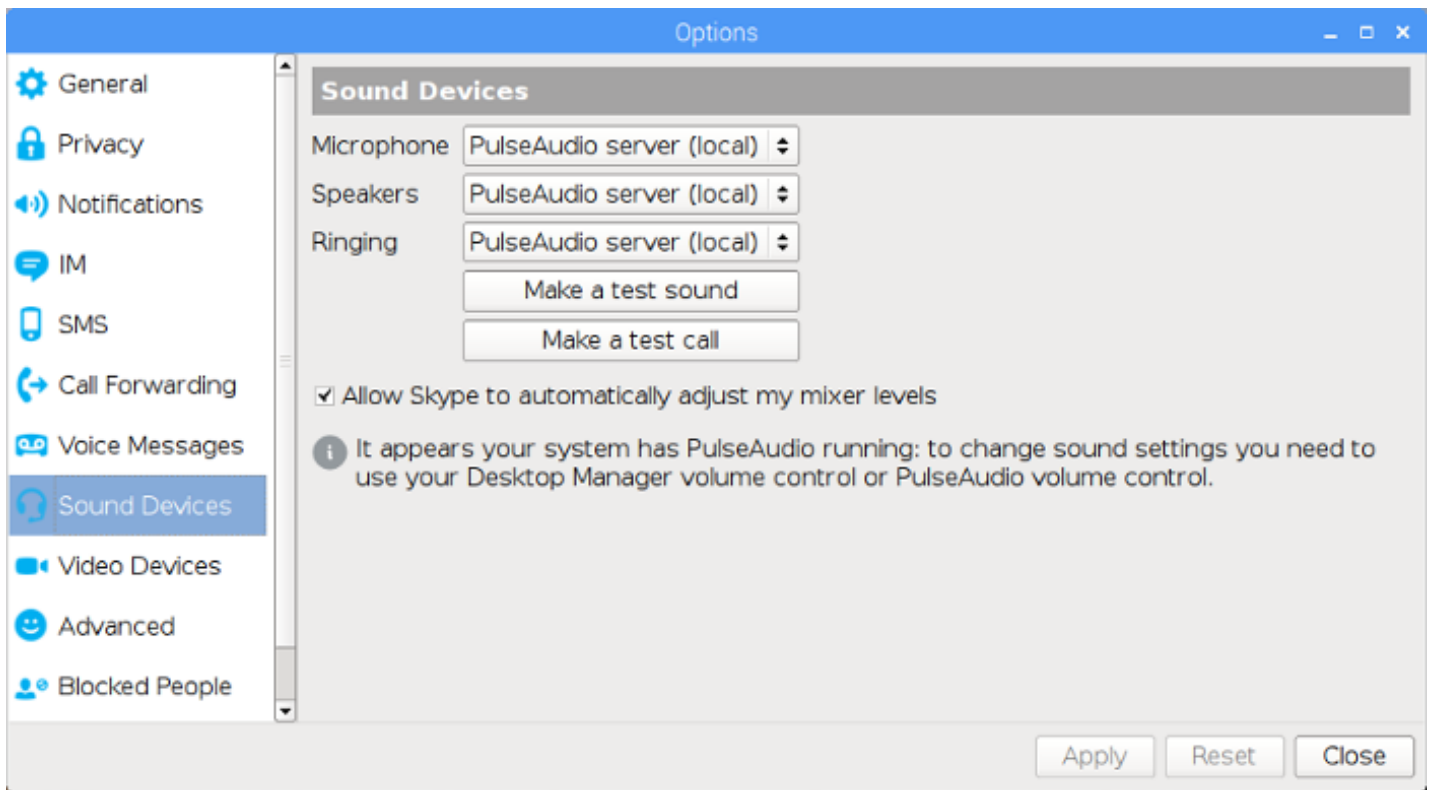 Options
General
Privacy
Notifications
IM
SMS
Call Forwarding
Voice Messages
Sound Devices
Video Devices
Advanced
Blocked People
Sound Devices
Microphone PulseAudio server (local)
Speakers PulseAudio server (local)
Ringing PulseAudio server (local)
Make a test sound
Make a test call
Allow Skype to automatically adjust my mixer levels
It appears your system has PulseAudio running: to change sound settings you need to
use your Desktop Manager volume control or PulseAudio volume control.
Apply Reset Close